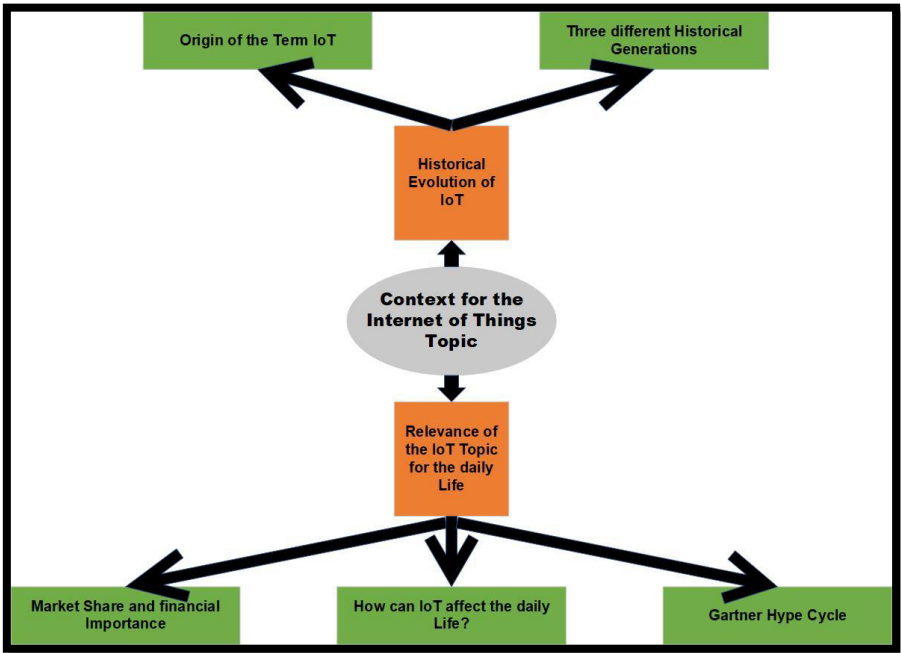 Origin of the Term IoT
Three different Historical
Generations
Historical
Evolution of
IoT
Context for the
Internet of Things
Topic
Relevance of
the IoT Topic
for the daily
Life
Market Share and financial
Importance
How can IoT affect the daily
Life?
Gartner Hype Cycle